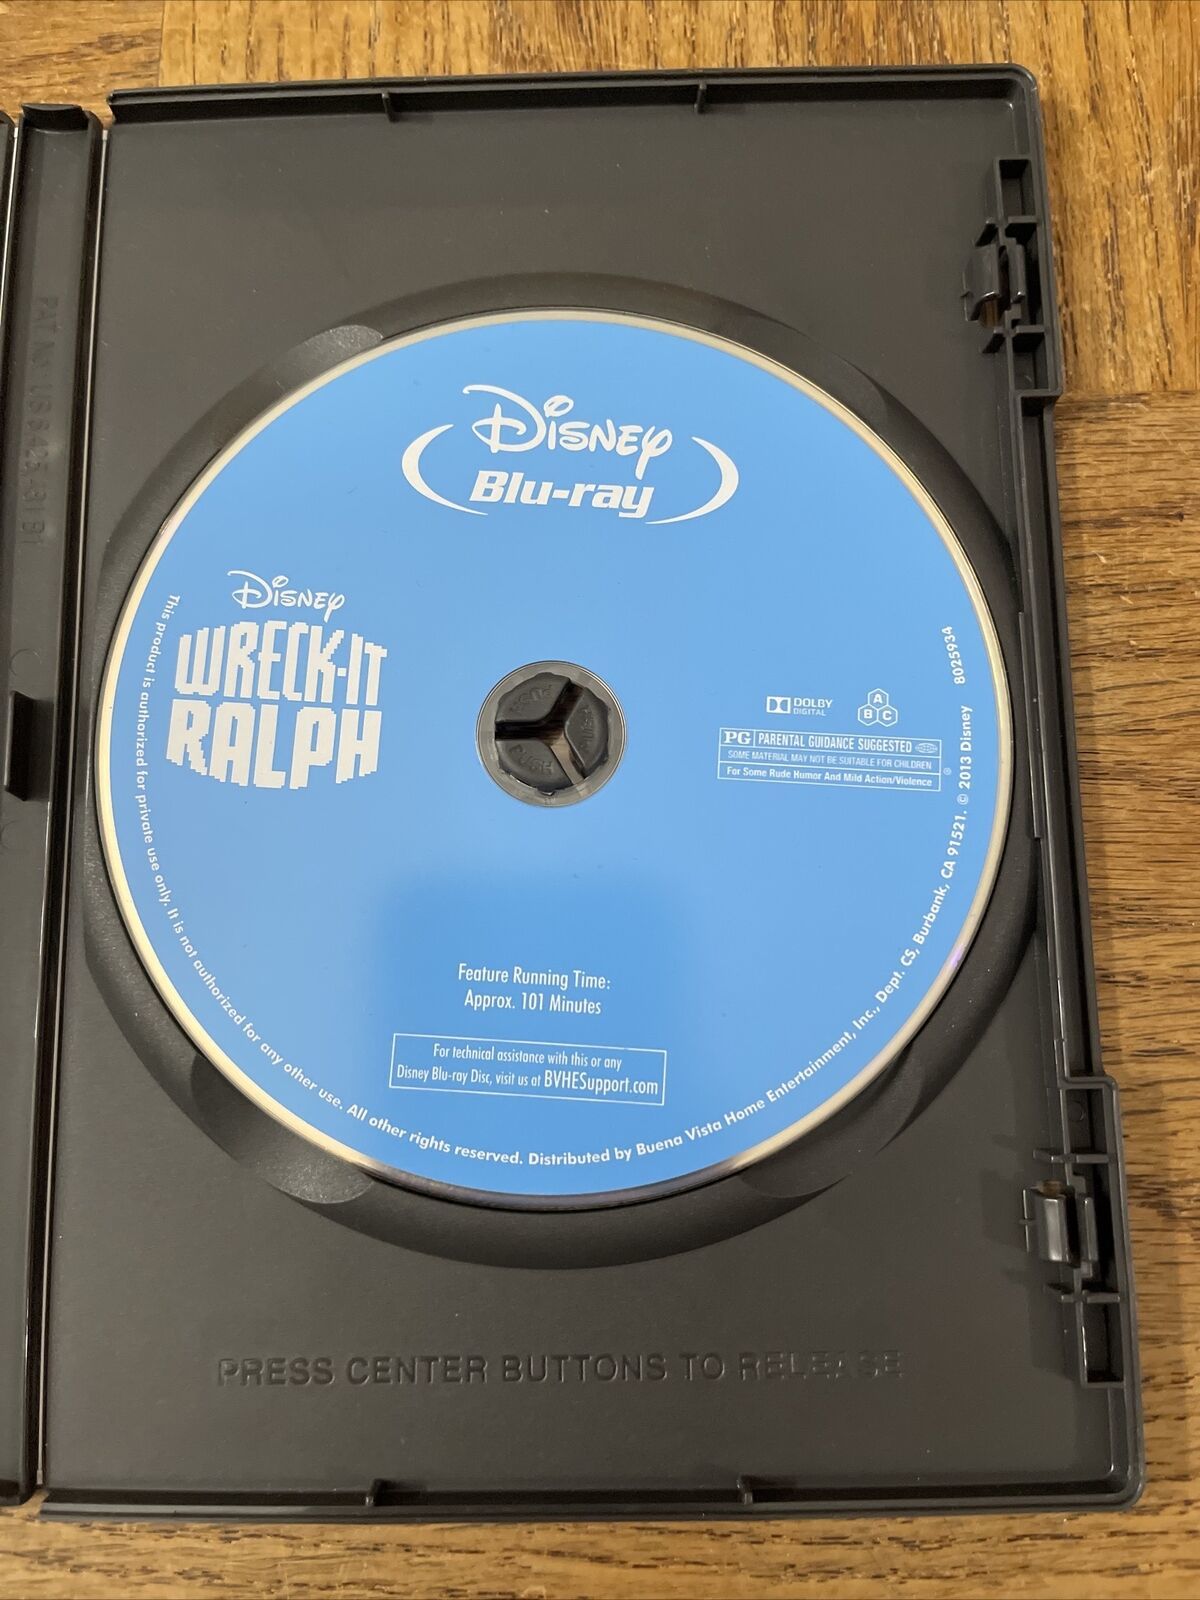 DISNEY
Blu-ray
DISNEY
WRECK-IT
RALPH
DOLBY
DIGITAL
A
B C
PG PARENTAL GUIDANCE SUGGESTED
SOME MATERIAL MAY NOT BE SUITABLE FOR CHILDREN ®
For Some Rude Humor And Mild Action/Violence
Feature Running Time:
Approx. 101 Minutes
For technical assistance with this or any
Disney Blu-ray Disc, visit us at BVHESupport.com
This product is authorized for private use only. It is not authorized for any other use. All other rights reserved. Distributed by Buena Vista Home Entertainment, Inc., Dept. CS, Burbank, CA 91521. © 2013 Disney 8025934
PUSH
PUSH
PUSH
PRESS CENTER BUTTONS TO RELEASE